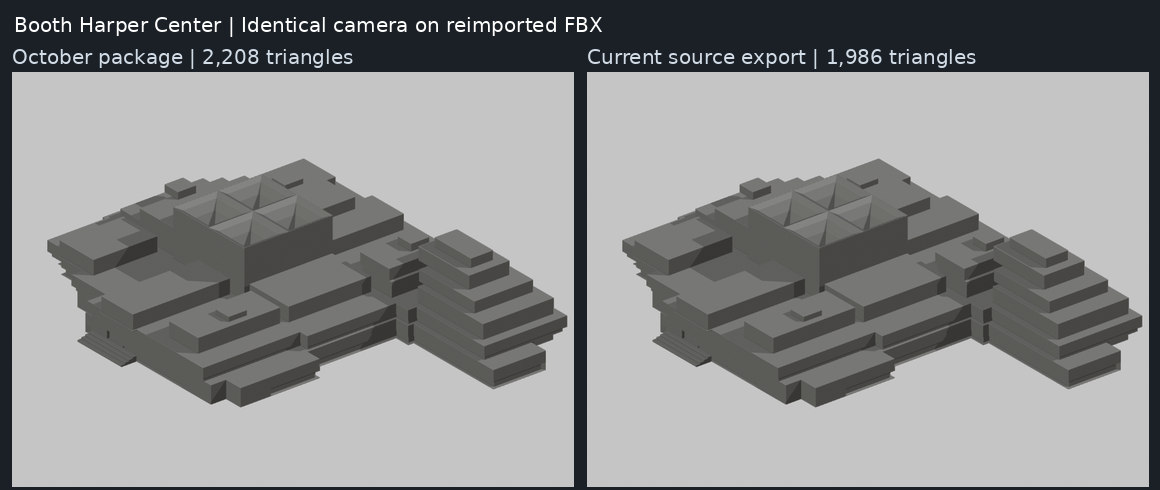 Booth Harper Center | Identical camera on reimported FBX
October package | 2,208 triangles
Current source export | 1,986 triangles